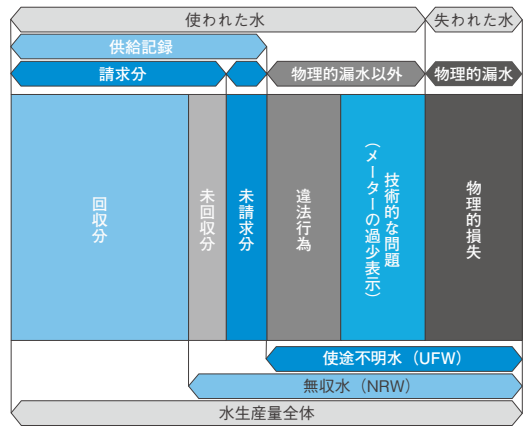 使われた水
失われた水
供給記録
請求分
物理的漏水以外
物理的漏水
回収分
未回収分
未請求分
違法行為
技術的な問題
（メーターの過少表示）
物理的損失
使途不明水（UFW）
無収水（NRW）
水生産量全体